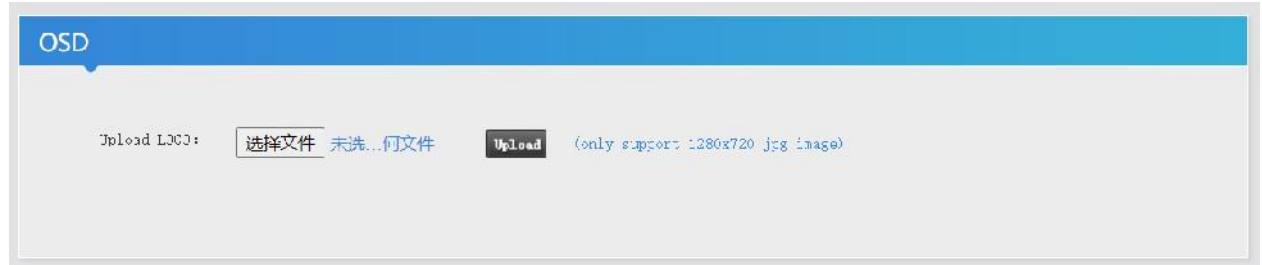 OSD
Upload LOGO: 选择文件 未选...何文件 Upload (only support 1280x720 jpg image)